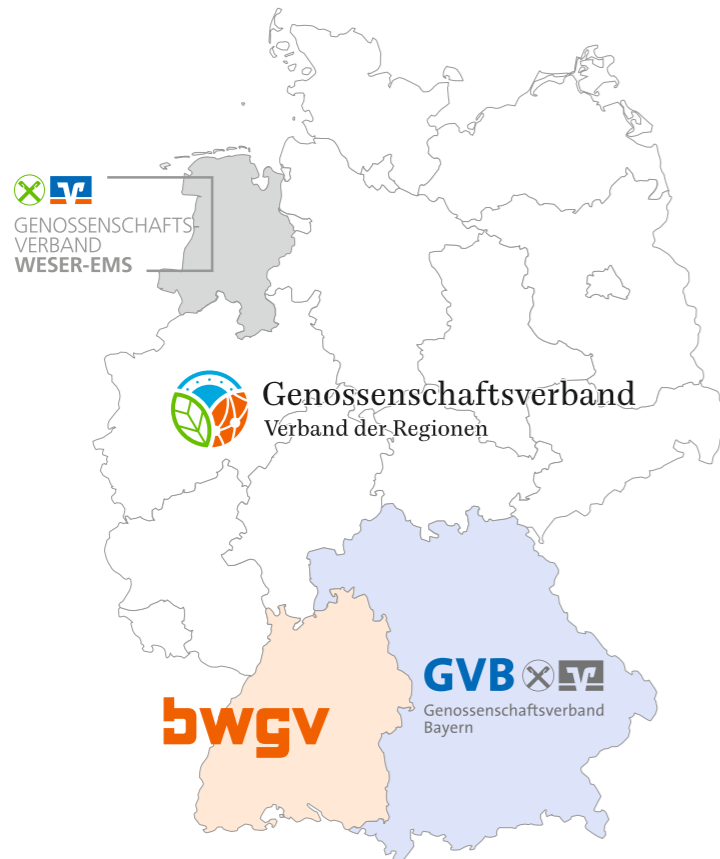 GENOSSENSCHAFTS-
VERBAND
WESER-EMS
Genossenschaftsverband
Verband der Regionen
GVB
Genossenschaftsverband
Bayern
bwgv